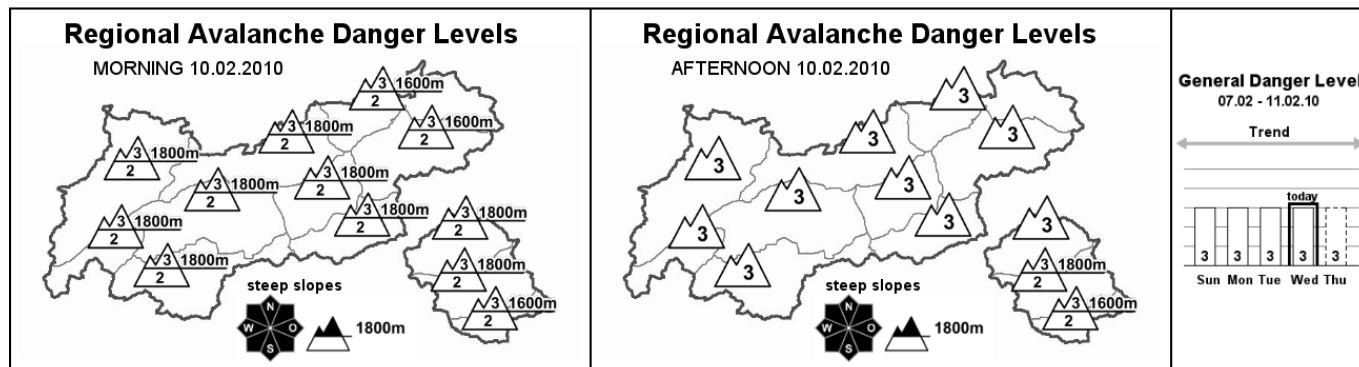 Regional Avalanche Danger Levels
MORNING 10.02.2010
3 1600m
2
3 1800m
2
3 1600m
2
3 1800m
2
3 1800m
2
3 1800m
2
3 1800m
2
3 1800m
2
3 1800m
2
3 1800m
2
3 1800m
2
3 1600m
2
steep slopes
N
W O
S
1800m
Regional Avalanche Danger Levels
AFTERNOON 10.02.2010
3
3
3
3
3
3
3
3
3
3
3 1800m
2
3 1600m
2
steep slopes
N
W O
S
1800m
General Danger Level
07.02 - 11.02.10
Trend
today
3 3 3 3 3
Sun Mon Tue Wed Thu